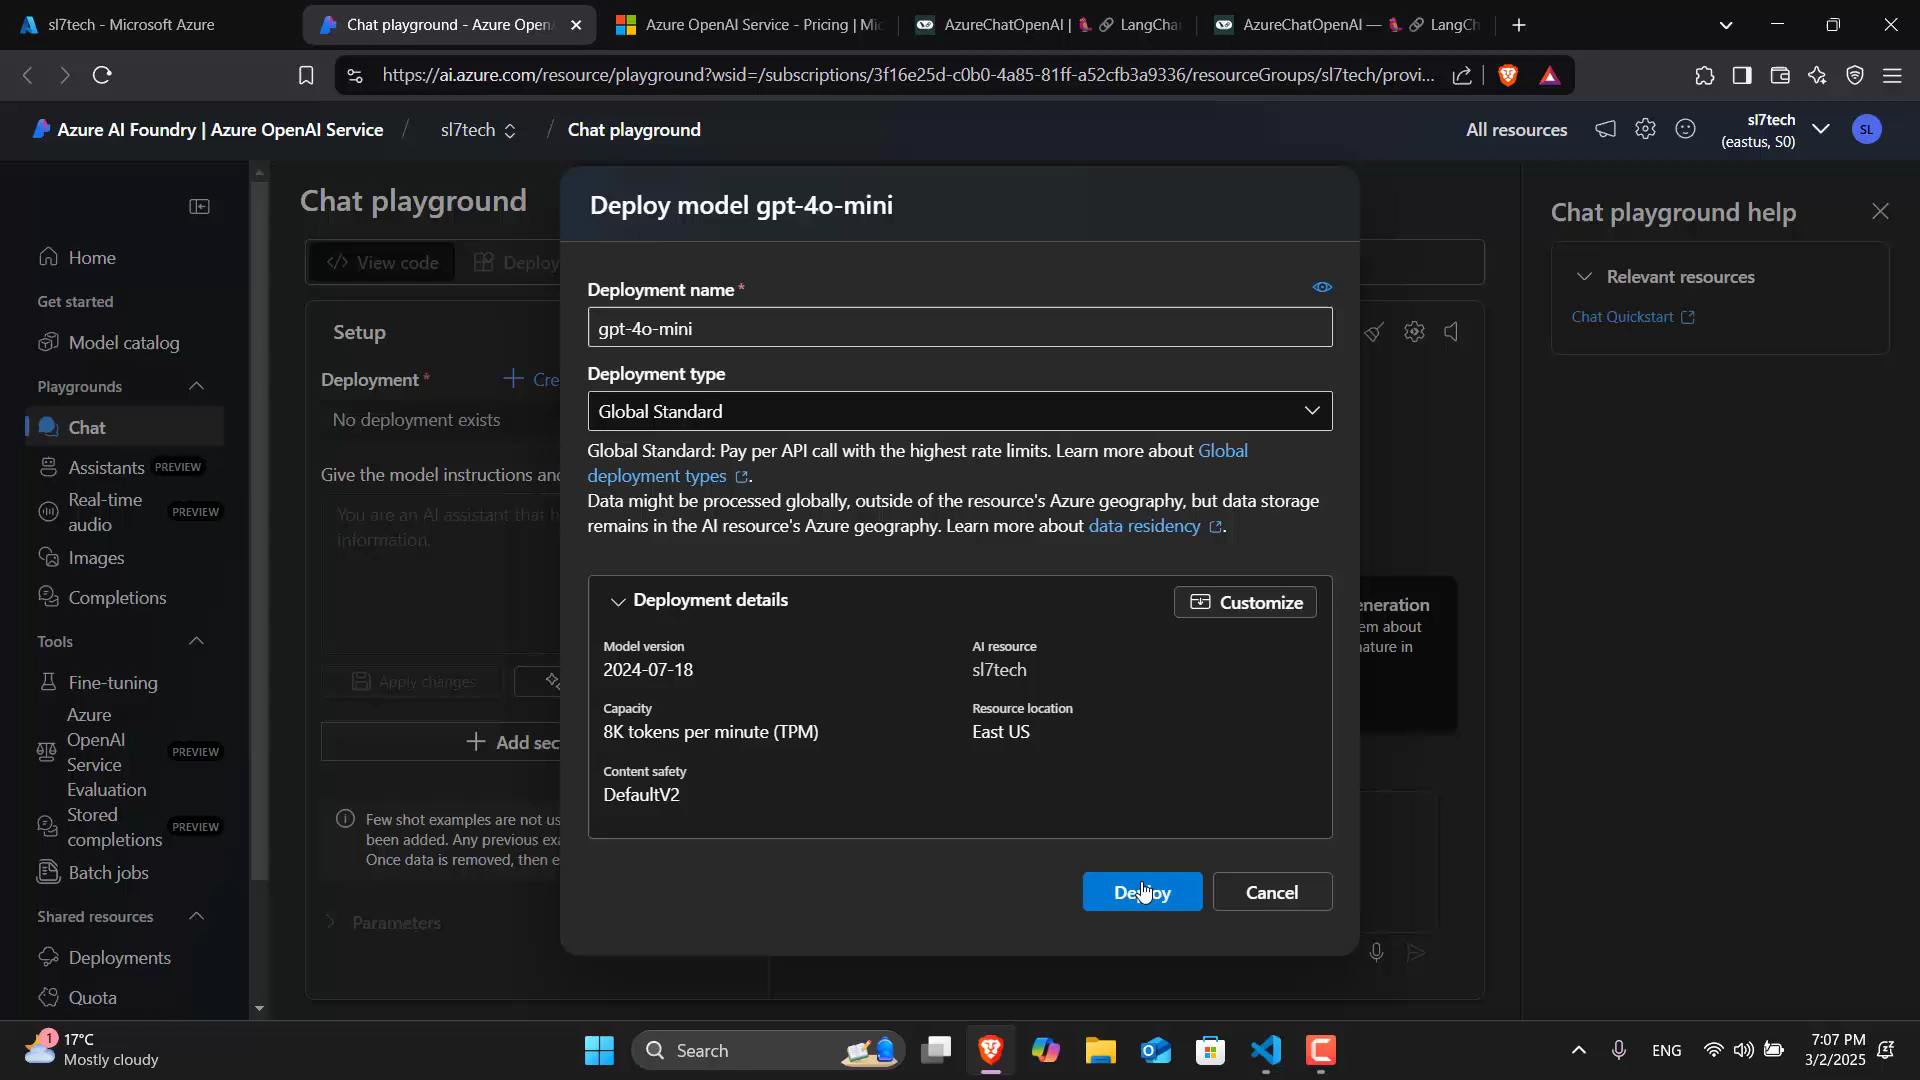 sl7tech - Microsoft Azure
Chat playground - Azure Open
Azure OpenAI Service - Pricing | Mi
AzureChatOpenAI | 🦜🔗 LangChai
AzureChatOpenAI — 🦜🔗 LangCh
https://ai.azure.com/resource/playground?wsid=/subscriptions/3f16e25d-c0b0-4a85-81ff-a52cfb3a9336/resourceGroups/sl7tech/provi...
Azure AI Foundry | Azure OpenAI Service
/
sl7tech
/
Chat playground
All resources
sl7tech
(eastus, S0)
SL
Home
Get started
Model catalog
Playgrounds
Chat
Assistants PREVIEW
Real-time
audio
PREVIEW
Images
Completions
Tools
Fine-tuning
Azure
OpenAI
Service
Evaluation
PREVIEW
Stored
completions
PREVIEW
Batch jobs
Shared resources
Deployments
Quota
Chat playground
</> View code
Deploy
Setup
Deployment *
+ Cre
No deployment exists
Give the model instructions an
You are an AI assistant that h
information.
Apply changes
+ Add sec
Few shot examples are not us
been added. Any previous exa
Once data is removed, then e
Parameters
Deploy model gpt-4o-mini
Deployment name *
gpt-4o-mini
Deployment type
Global Standard
Global Standard: Pay per API call with the highest rate limits. Learn more about Global
deployment types.
Data might be processed globally, outside of the resource's Azure geography, but data storage
remains in the AI resource's Azure geography. Learn more about data residency.
Deployment details
Customize
Model version
2024-07-18
AI resource
sl7tech
Capacity
8K tokens per minute (TPM)
Resource location
East US
Content safety
DefaultV2
Deploy
Cancel
eneration
em about
ature in
Chat playground help
Relevant resources
Chat Quickstart
1
17°C
Mostly cloudy
Search
ENG
7:07 PM
3/2/2025